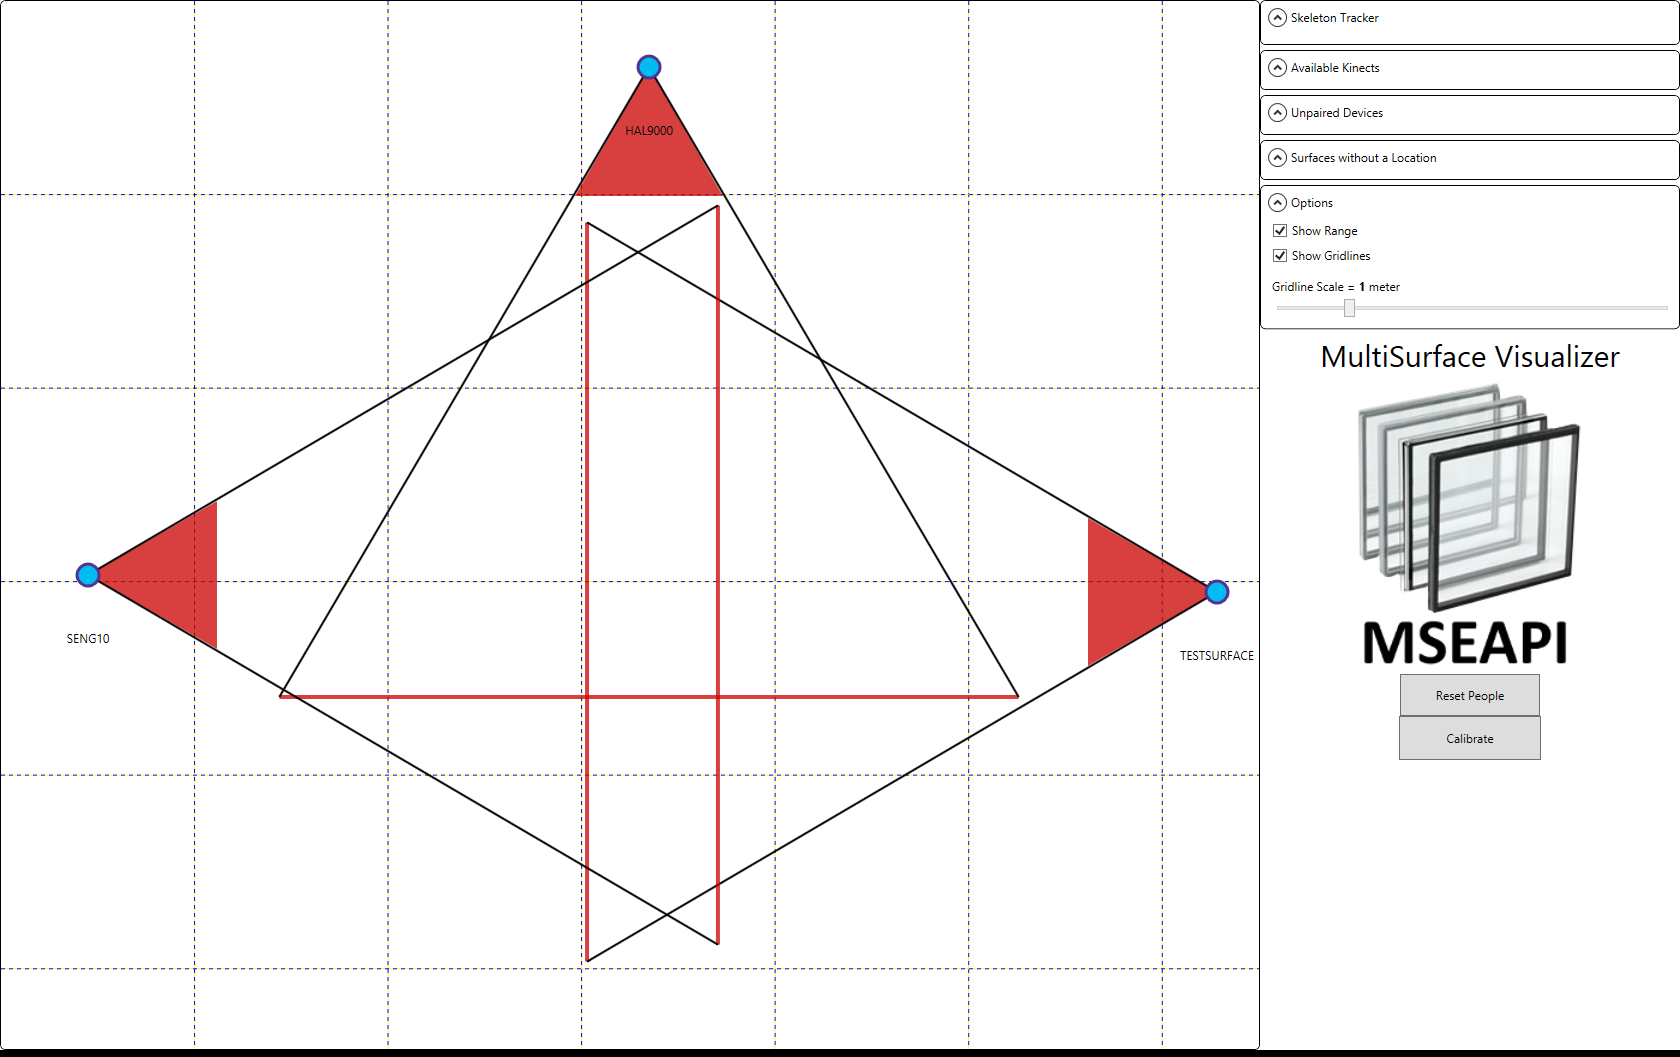 HAL9000
SENG10
TESTSURFACE
Skeleton Tracker
Available Kinects
Unpaired Devices
Surfaces without a Location
Options
Show Range
Show Gridlines
Gridline Scale = 1 meter
MultiSurface Visualizer
MSEAPI
Reset People
Calibrate